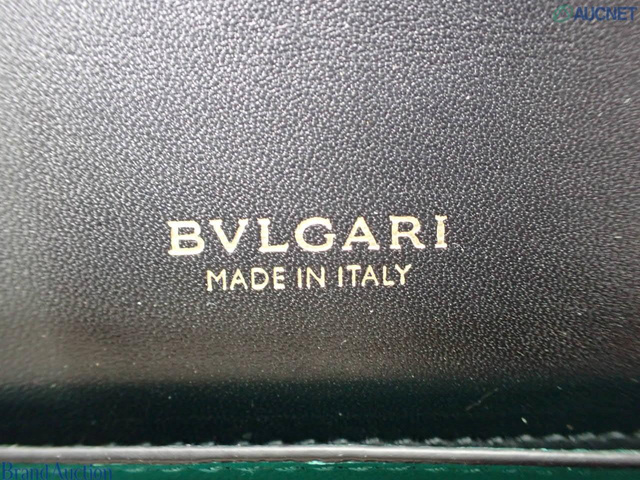 AUCNET
BVLGARI
MADE IN ITALY
Brand Auction